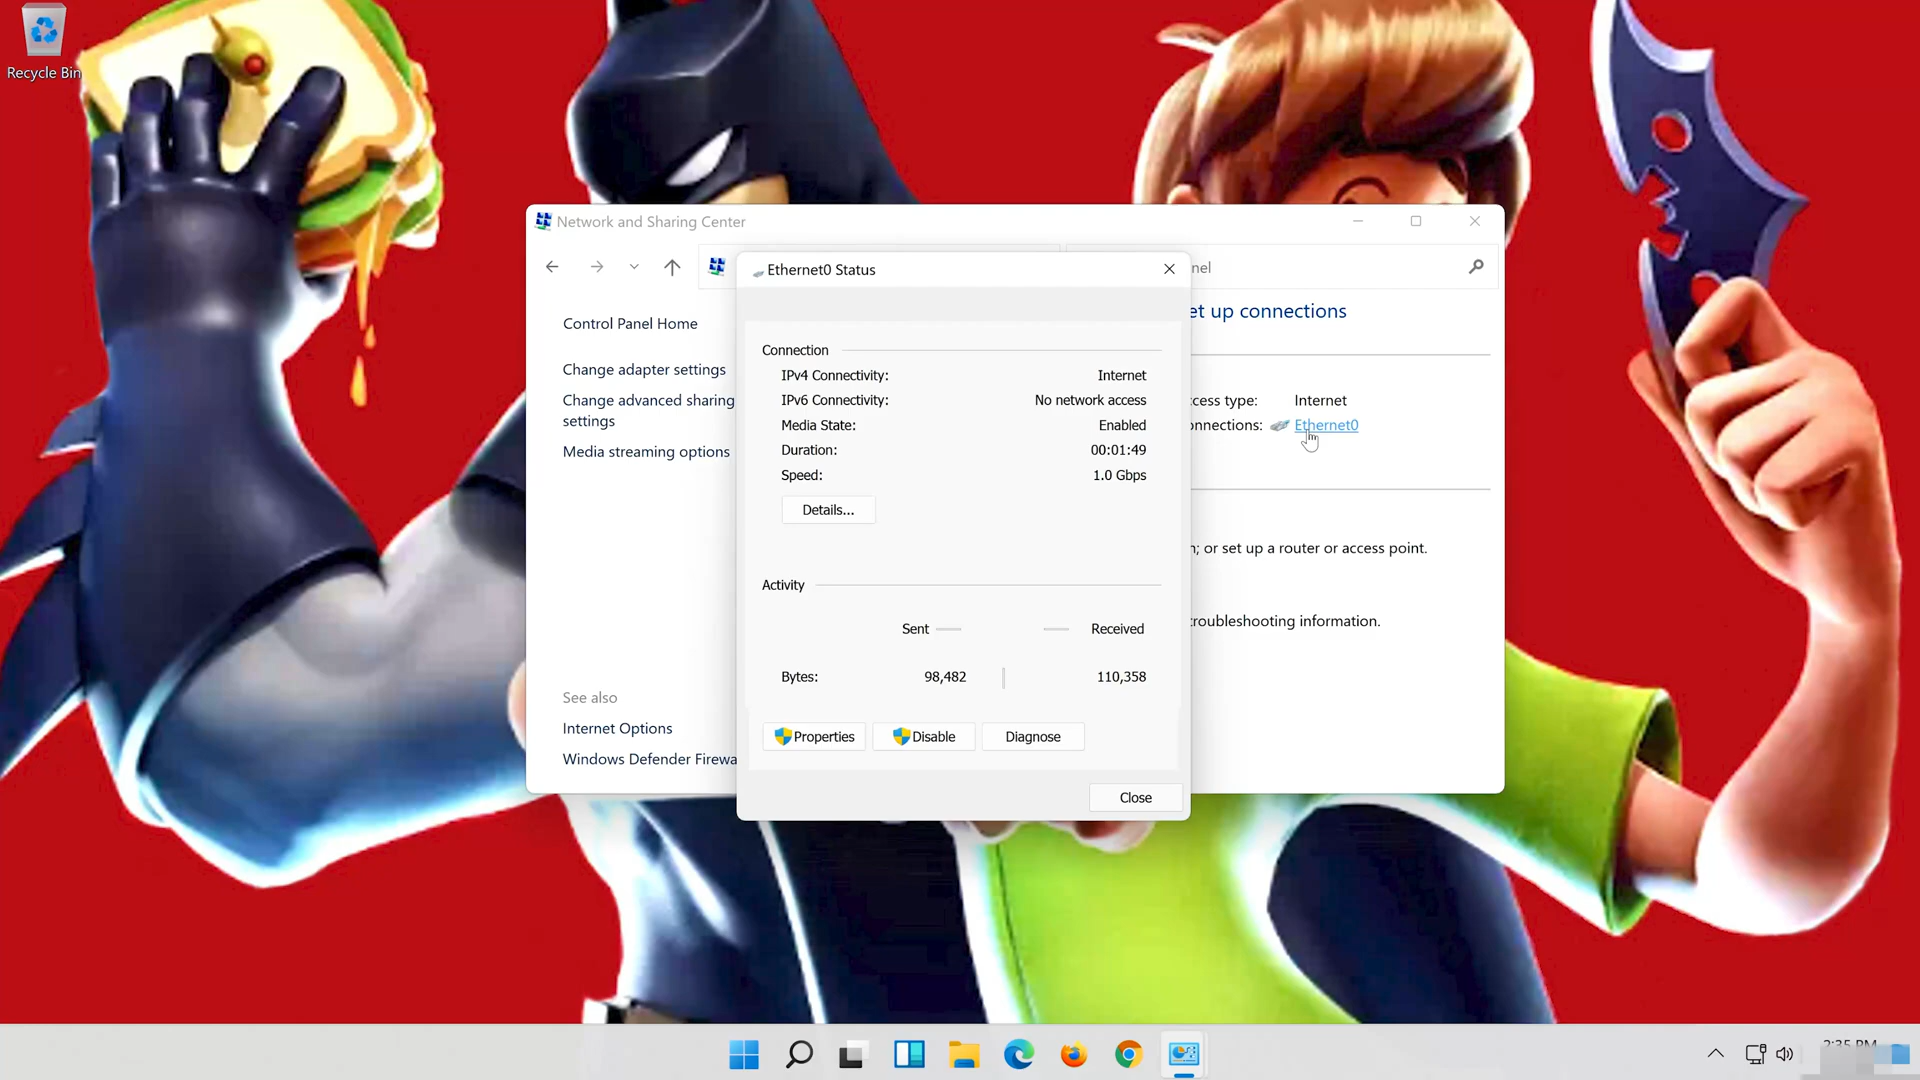 Recycle Bin
Network and Sharing Center
Ethernet0 Status
nel
Control Panel Home
Change adapter settings
Change advanced sharing
settings
Media streaming options
See also
Internet Options
Windows Defender Firewa
Connection
IPv4 Connectivity: Internet
IPv6 Connectivity: No network access
Media State: Enabled
Duration: 00:01:49
Speed: 1.0 Gbps
Details...
Activity
Sent Received
Bytes: 98,482 110,358
Properties Disable Diagnose
Close
et up connections
cess type: Internet
onnections: Ethernet0
n; or set up a router or access point.
troubleshooting information.
2:35 PM